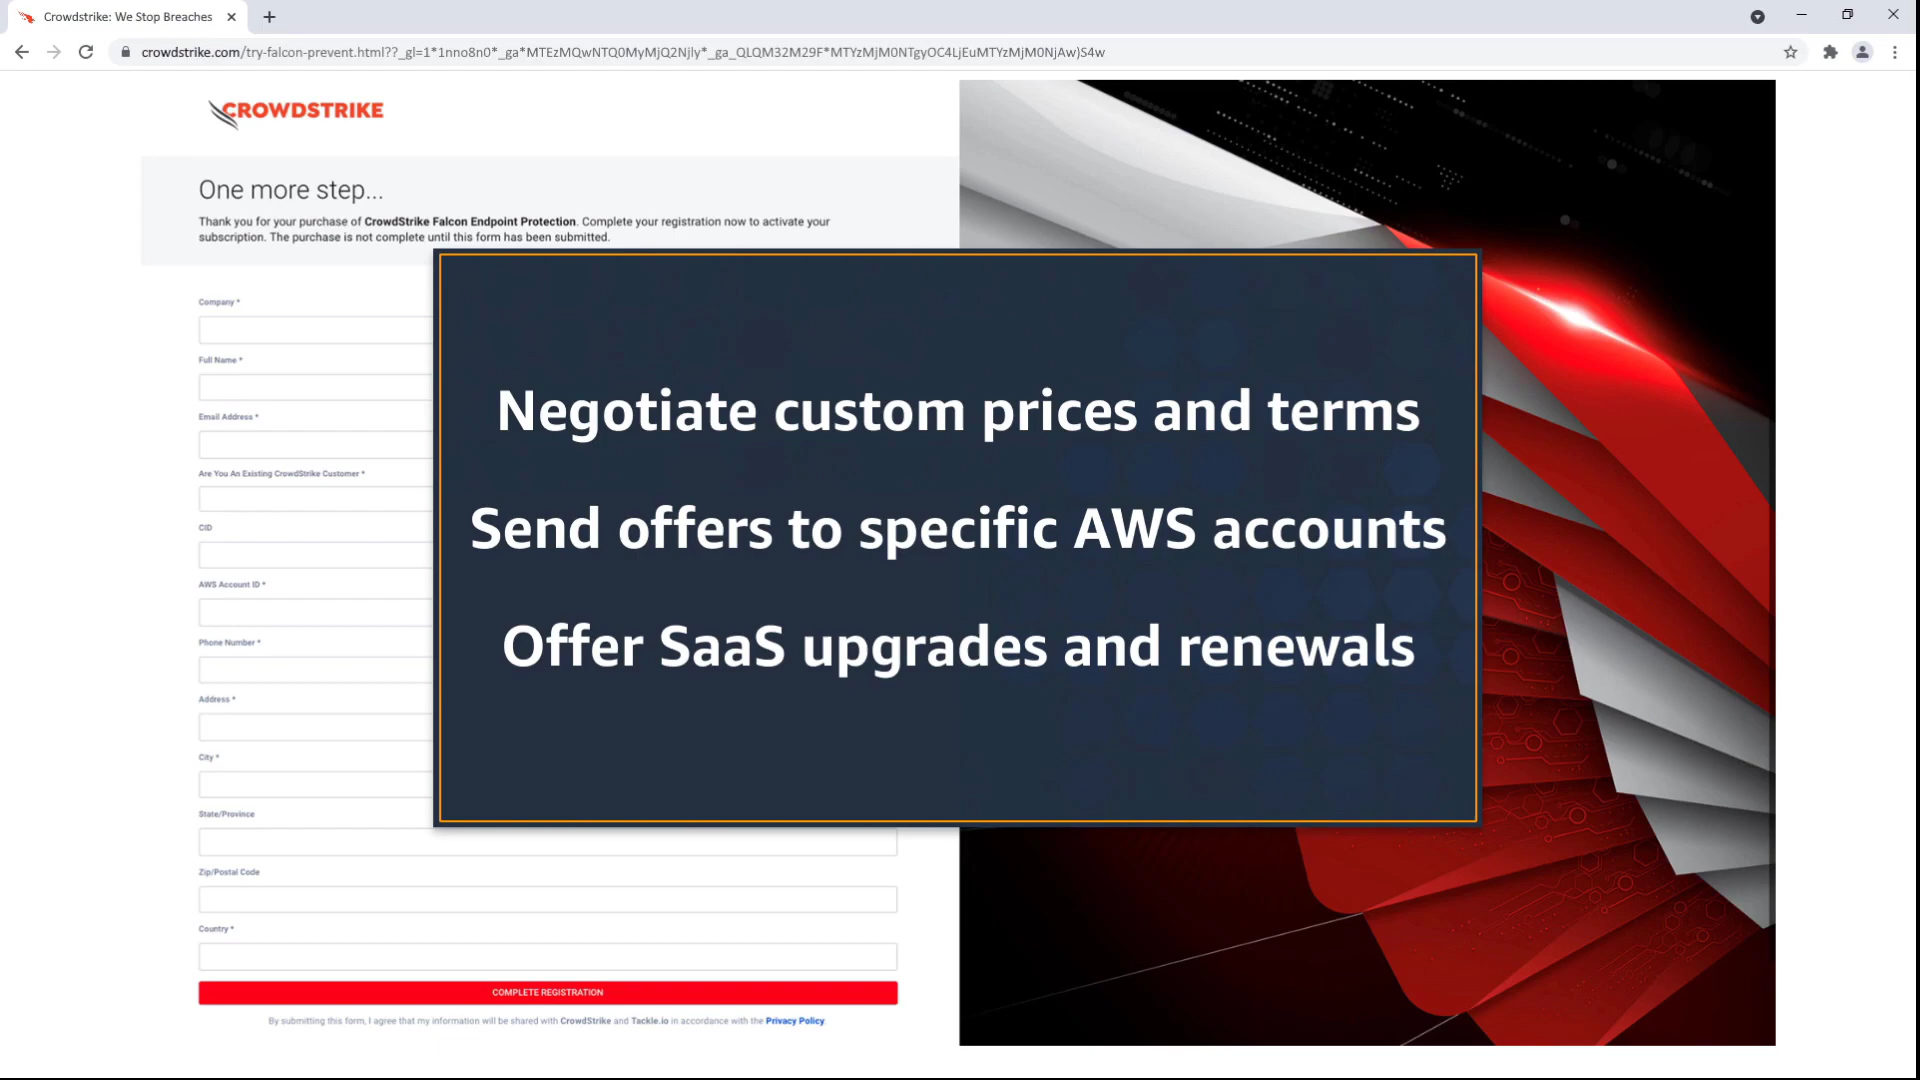 Crowdstrike: We Stop Breaches
crowdstrike.com/try-falcon-prevent.html??_gl=1*1nno8n0*_ga*MTEzMQwNTQ0MyMjQ2Njly*_ga_QLQM32M29F*MTYzMjM0NTgyOC4LjEuMTYzMjM0NjAw)S4w
CROWDSTRIKE
One more step...
Thank you for your purchase of CrowdStrike Falcon Endpoint Protection. Complete your registration now to activate your
subscription. The purchase is not complete until this form has been submitted.
Company *
Full Name *
Email Address *
Are You An Existing CrowdStrike Customer *
CID
AWS Account ID *
Phone Number *
Address *
City *
State/Province
Zip/Postal Code
Country *
COMPLETE REGISTRATION
By submitting this form, I agree that my information will be shared with CrowdStrike and Tackle.io in accordance with the Privacy Policy.
Negotiate custom prices and terms
Send offers to specific AWS accounts
Offer SaaS upgrades and renewals